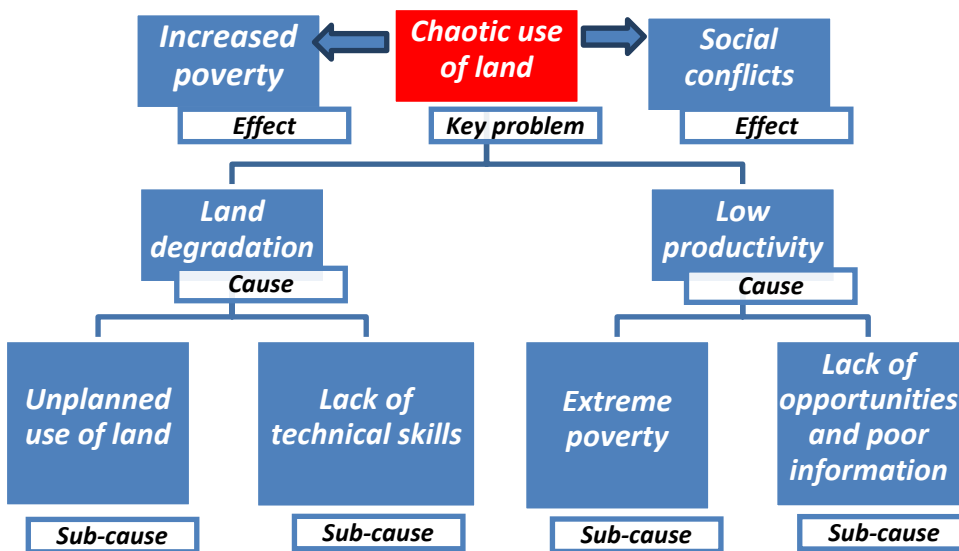 Increased
poverty
Effect
Chaotic use
of land
Key problem
Social
conflicts
Effect
Land
degradation
Cause
Low
productivity
Cause
Unplanned
use of land
Sub-cause
Lack of
technical skills
Sub-cause
Extreme
poverty
Sub-cause
Lack of
opportunities
and poor
information
Sub-cause